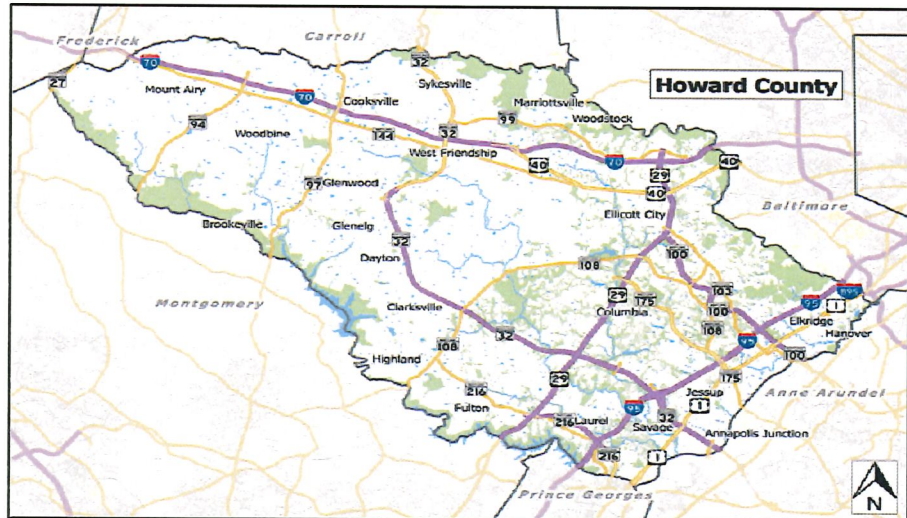 Frederick
Carroll
70
32
27
Mount Airy
Sykesville
Howard County
70
Cooksville
Marriottsville
94
Woodbine
99
Woodstock
144
32
West Friendship
40
70
29
40
97
Glenwood
40
Ellicott City
Baltimore
Brookeville
Glenelg
32
Dayton
100
108
103
895
Montgomery
29
175
95
1
Clarksville
Columbia
100
Elkridge
32
108
Hanover
95
108
100
Highland
29
175
216
Jessup
Anne Arundel
Fulton
95
1
216
Laurel
32
Savage
Annapolis Junction
216
1
Prince Georges
N